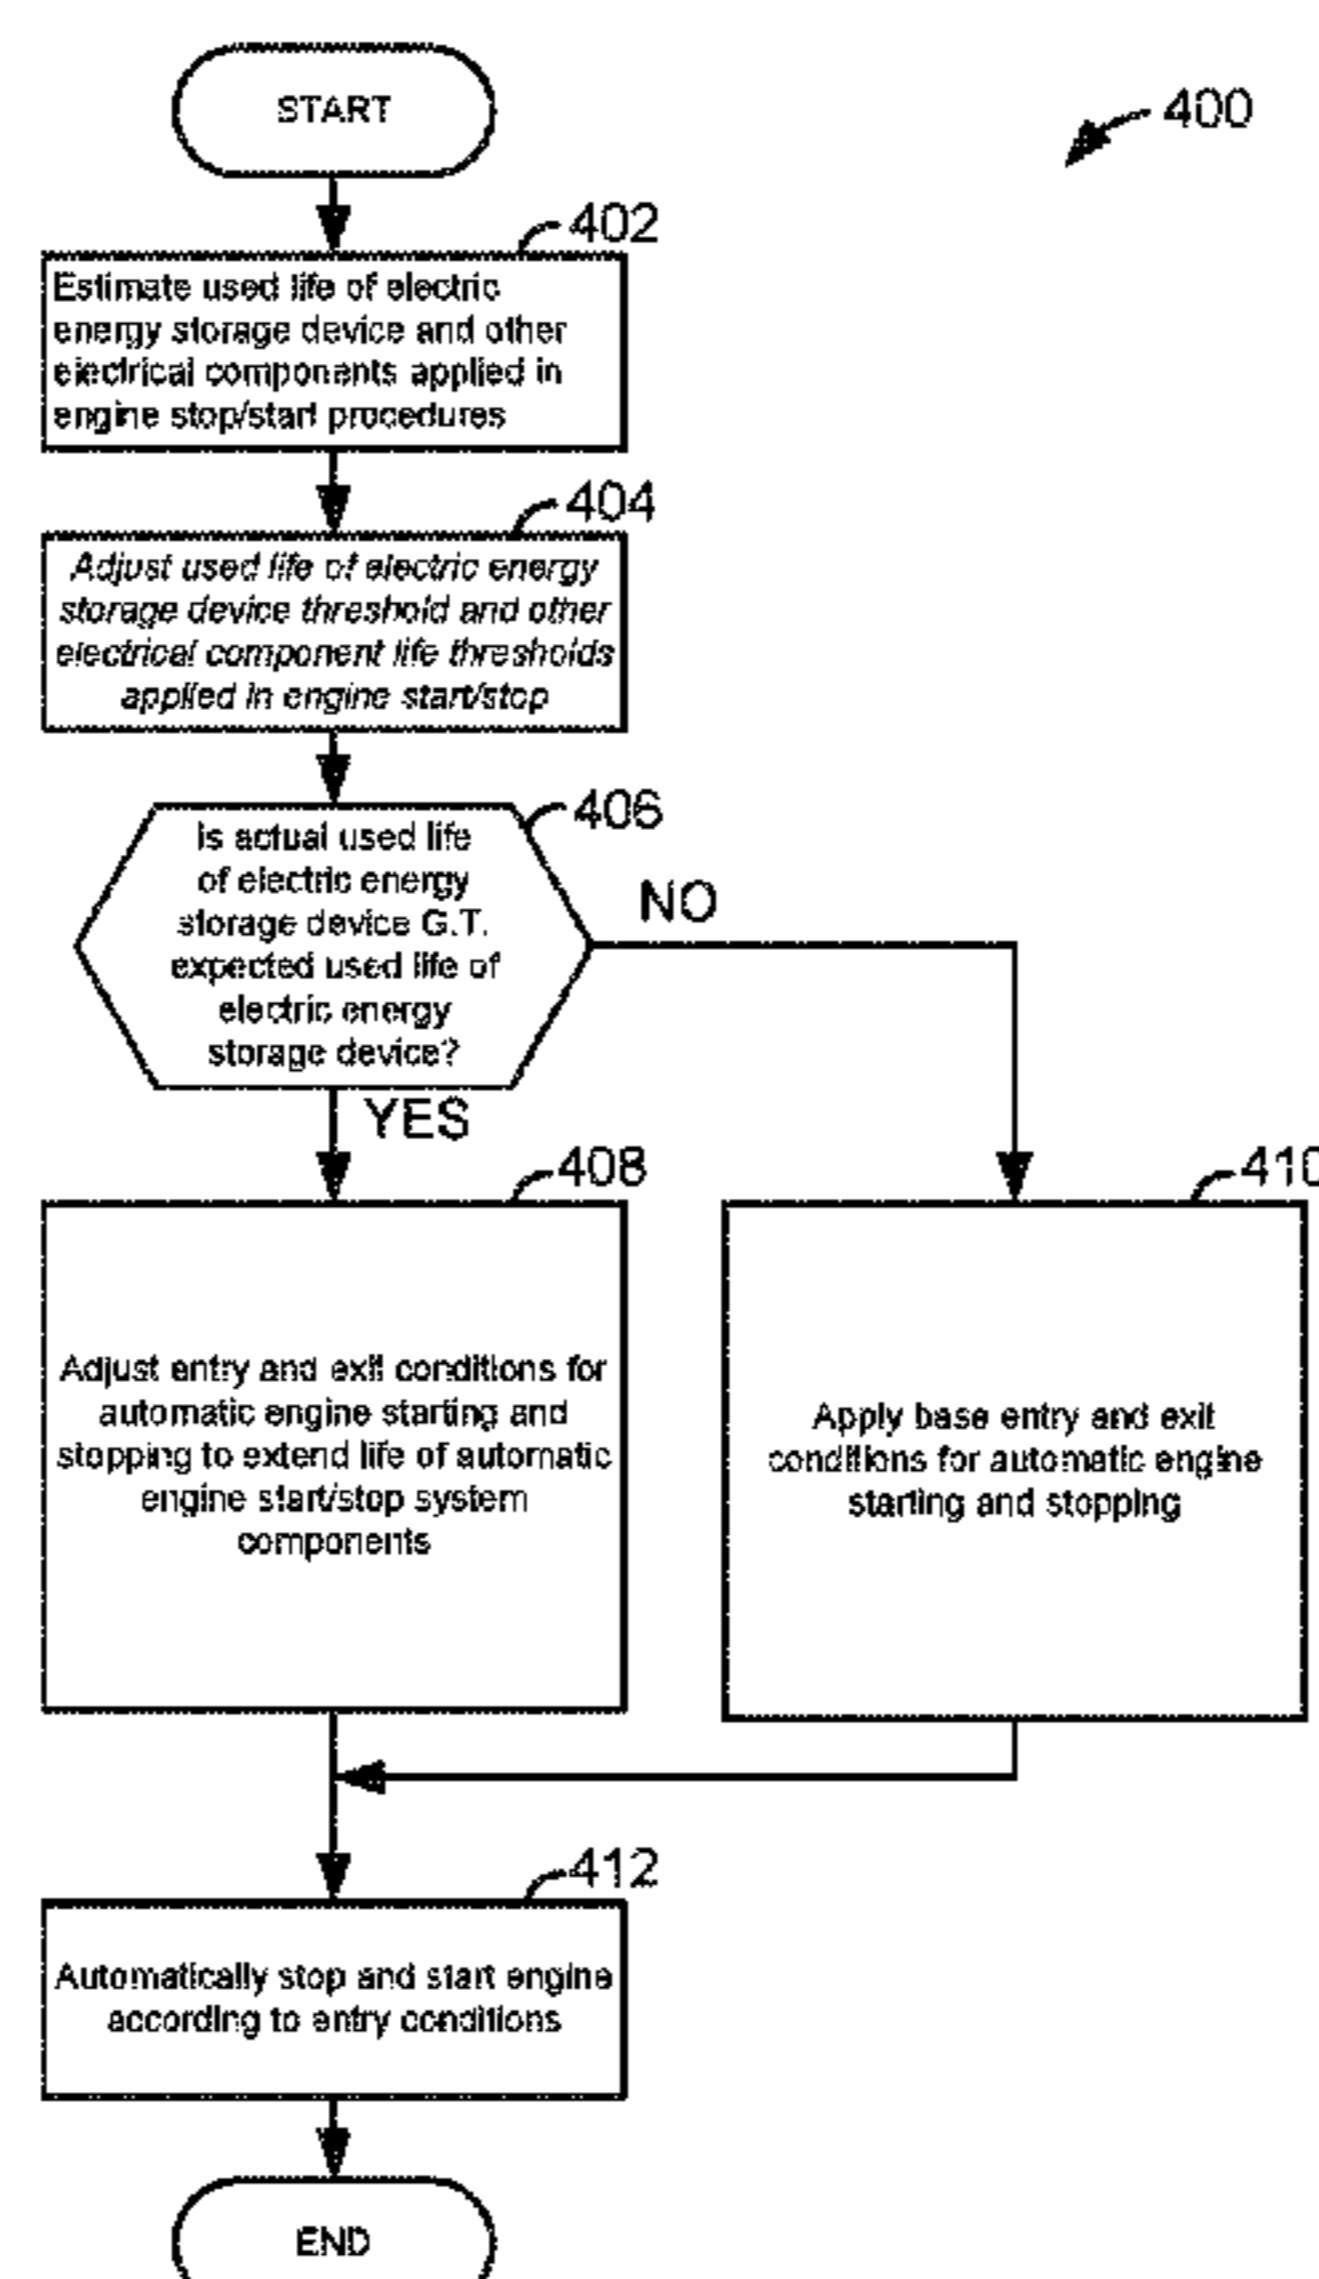 START
400
402
Estimate used life of electric
energy storage device and other
electrical components applied in
engine stop/start procedures
404
Adjust used life of electric energy
storage device threshold and other
electrical component life thresholds
applied in engine start/stop
406
Is actual used life
of electric energy
storage device G.T.
expected used life of
electric energy
storage device?
NO
YES
408
Adjust entry and exit conditions for
automatic engine starting and
stopping to extend life of automatic
engine start/stop system
components
410
Apply base entry and exit
conditions for automatic engine
starting and stopping
412
Automatically stop and start engine
according to entry conditions
END